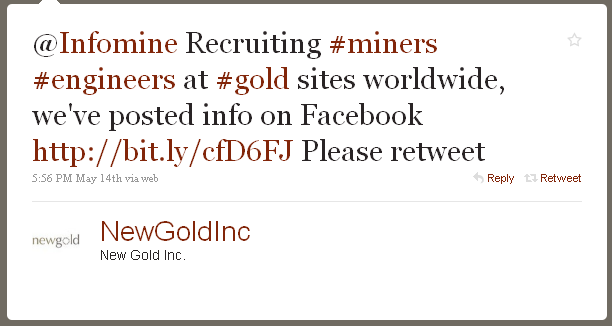 @Infomine Recruiting #miners
#engineers at #gold sites worldwide,
we've posted info on Facebook
http://bit.ly/cfD6FJ Please retweet
5:56 PM May 14th via web Reply Retweet
newgold NewGoldInc
New Gold Inc.